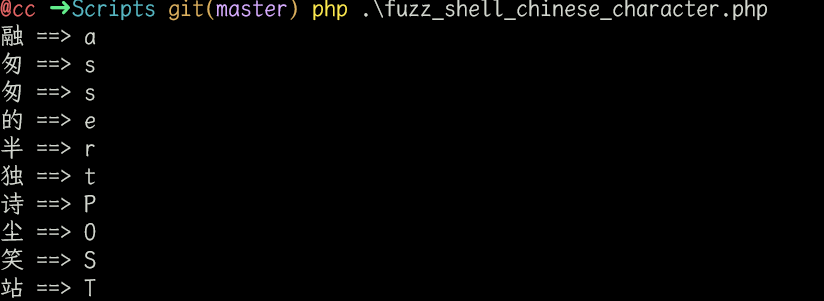 @cc ➜Scripts git(master) php .\fuzz_shell_chinese_character.php
融 ==> a
匆 ==> s
匆 ==> s
的 ==> e
半 ==> r
独 ==> t
诗 ==> P
尘 ==> O
笑 ==> S
站 ==> T